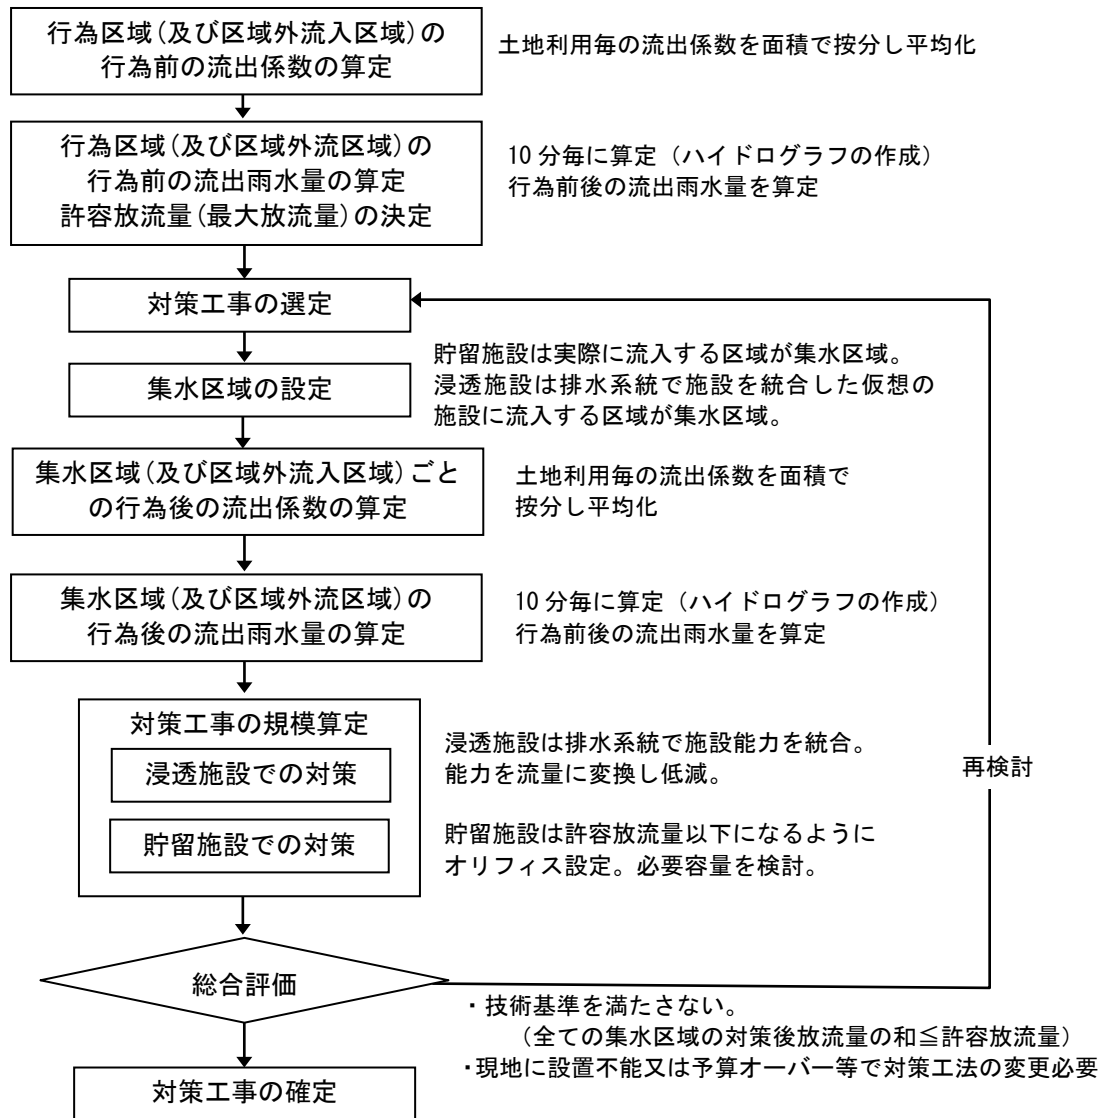 行為区域(及び区域外流入区域)の
行為前の流出係数の算定
土地利用毎の流出係数を面積で按分し平均化
行為区域(及び区域外流区域)の
行為前の流出雨水量の算定
許容放流量(最大放流量)の決定
10 分毎に算定（ハイドログラフの作成）
行為前後の流出雨水量を算定
対策工事の選定
集水区域の設定
貯留施設は実際に流入する区域が集水区域。
浸透施設は排水系統で施設を統合した仮想の
施設に流入する区域が集水区域。
集水区域(及び区域外流入区域)ごと
の行為後の流出係数の算定
土地利用毎の流出係数を面積で
按分し平均化
集水区域(及び区域外流区域)の
行為後の流出雨水量の算定
10 分毎に算定（ハイドログラフの作成）
行為前後の流出雨水量を算定
対策工事の規模算定
浸透施設での対策
浸透施設は排水系統で施設能力を統合。
能力を流量に変換し低減。
貯留施設での対策
貯留施設は許容放流量以下になるように
オリフィス設定。必要容量を検討。
再検討
総合評価
・技術基準を満たさない。
（全ての集水区域の対策後放流量の和≦許容放流量）
・現地に設置不能又は予算オーバー等で対策工法の変更必要
対策工事の確定